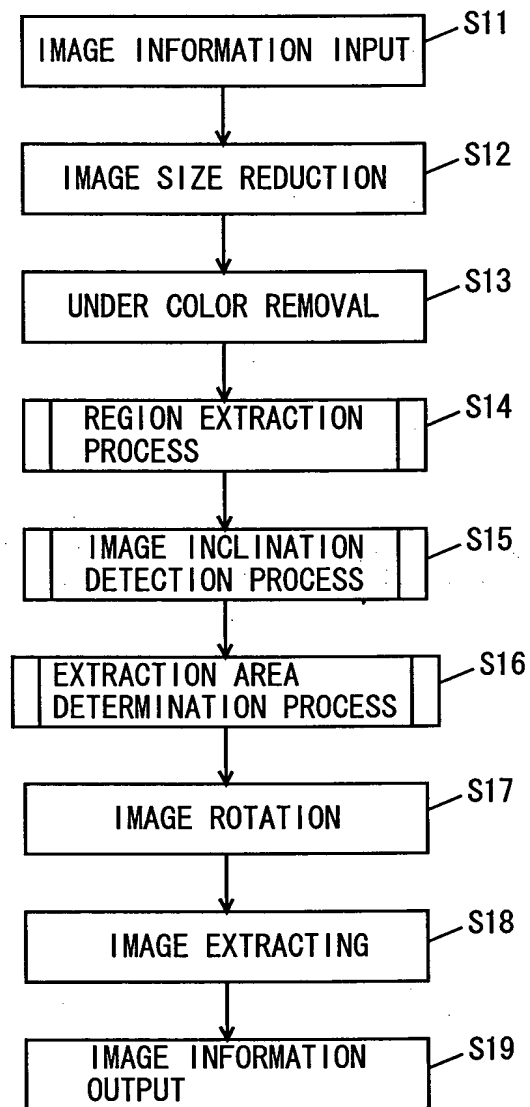 IMAGE INFORMATION INPUT
S11
IMAGE SIZE REDUCTION
S12
UNDER COLOR REMOVAL
S13
REGION EXTRACTION
PROCESS
S14
IMAGE INCLINATION
DETECTION PROCESS
S15
EXTRACTION AREA
DETERMINATION PROCESS
S16
IMAGE ROTATION
S17
IMAGE EXTRACTING
S18
IMAGE INFORMATION
OUTPUT
S19